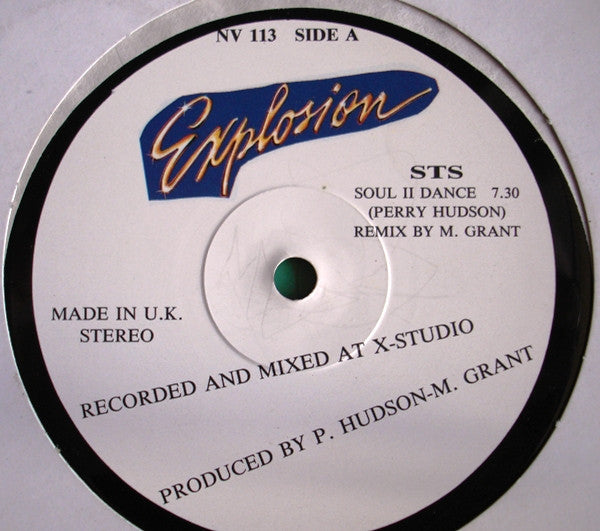 NV 113 SIDE A
Explosion
STS
SOUL II DANCE 7.30
(PERRY HUDSON)
REMIX BY M. GRANT
MADE IN U.K.
STEREO
RECORDED AND MIXED AT X-STUDIO
PRODUCED BY P. HUDSON-M. GRANT